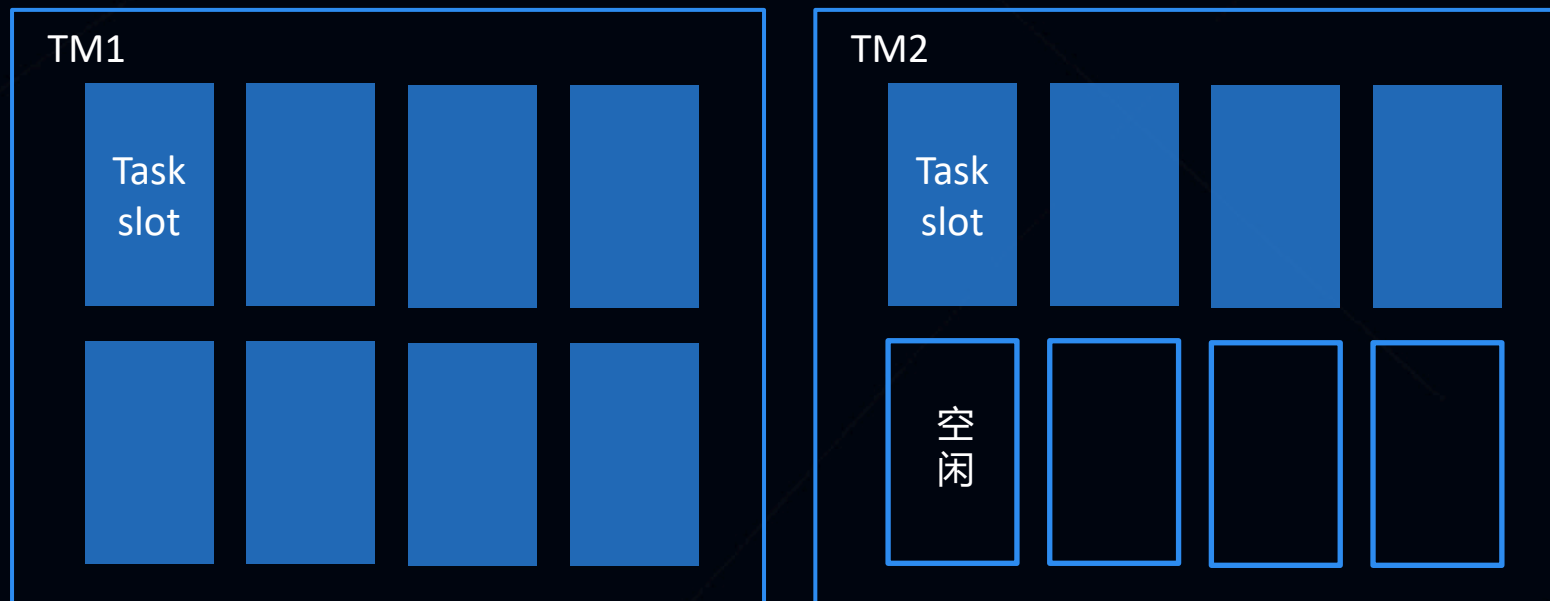 TM1
Task
slot
TM2
Task
slot
空
闲